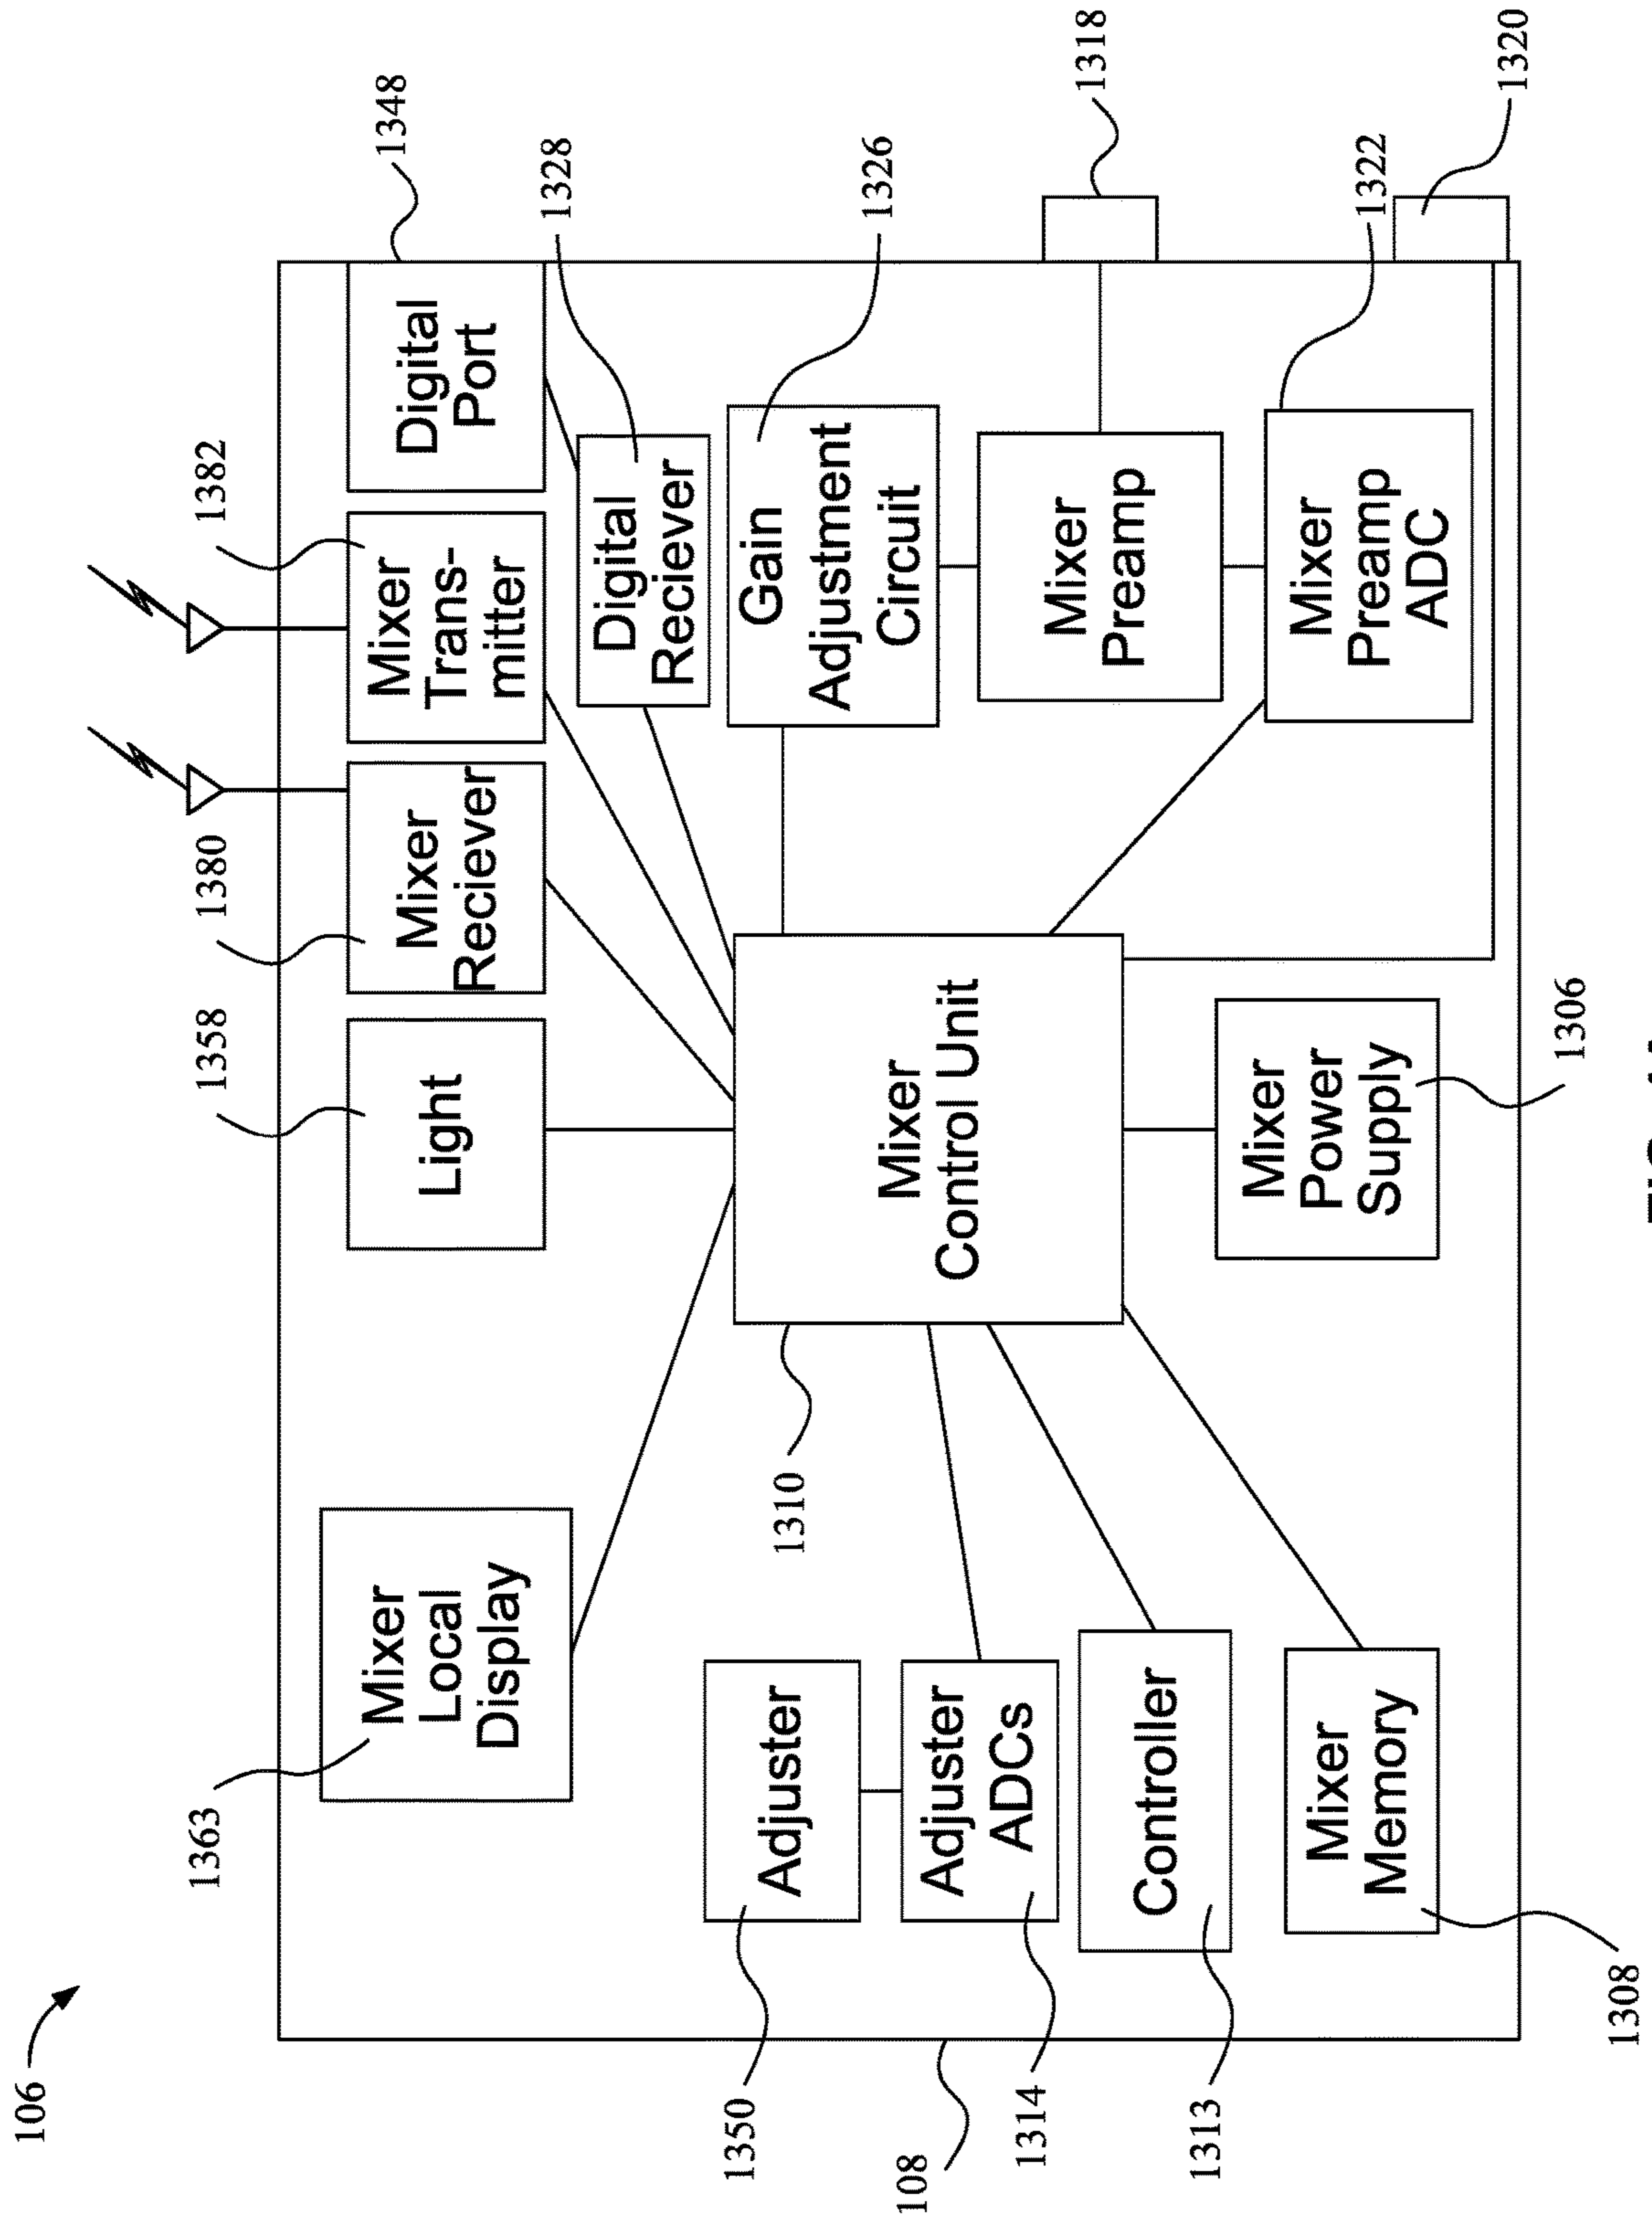 106
1363
1358
1380
1382
1348
Mixer
Local
Display
Light
Mixer
Reciever
Mixer
Trans-
mitter
Digital
Port
1328
Digital
Reciever
1326
Gain
Adjustment
Circuit
1350
Adjuster
1310
Mixer
Control Unit
108
1314
Adjuster
ADCs
Mixer
Preamp
1318
1313
Controller
1322
Mixer
Preamp
ADC
1308
Mixer
Memory
Mixer
Power
Supply
1306
1320